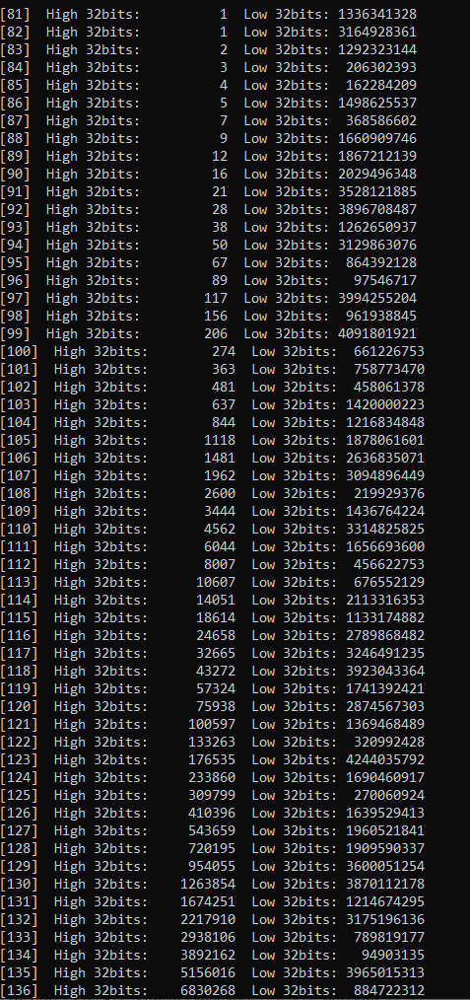 [81]  High 32bits:          1  Low 32bits: 1336341328
[82]  High 32bits:          1  Low 32bits: 3164928361
[83]  High 32bits:          2  Low 32bits: 1292323144
[84]  High 32bits:          3  Low 32bits:  206302393
[85]  High 32bits:          4  Low 32bits:  162284209
[86]  High 32bits:          5  Low 32bits: 1498625537
[87]  High 32bits:          7  Low 32bits:  368586602
[88]  High 32bits:          9  Low 32bits: 1660909746
[89]  High 32bits:         12  Low 32bits: 1867212139
[90]  High 32bits:         16  Low 32bits: 2029496348
[91]  High 32bits:         21  Low 32bits: 3528121885
[92]  High 32bits:         28  Low 32bits: 3896708487
[93]  High 32bits:         38  Low 32bits: 1262650937
[94]  High 32bits:         50  Low 32bits: 3129863076
[95]  High 32bits:         67  Low 32bits:  864392128
[96]  High 32bits:         89  Low 32bits:   97546717
[97]  High 32bits:        117  Low 32bits: 3994255204
[98]  High 32bits:        156  Low 32bits:  961938845
[99]  High 32bits:        206  Low 32bits: 4091801921
[100]  High 32bits:        274  Low 32bits:  661226753
[101]  High 32bits:        363  Low 32bits:  758773470
[102]  High 32bits:        481  Low 32bits:  458061378
[103]  High 32bits:        637  Low 32bits: 1420000223
[104]  High 32bits:        844  Low 32bits: 1216834848
[105]  High 32bits:       1118  Low 32bits: 1878061601
[106]  High 32bits:       1481  Low 32bits: 2636835071
[107]  High 32bits:       1962  Low 32bits: 3094896449
[108]  High 32bits:       2600  Low 32bits:  219929376
[109]  High 32bits:       3444  Low 32bits: 1436764224
[110]  High 32bits:       4562  Low 32bits: 3314825825
[111]  High 32bits:       6044  Low 32bits: 1656693600
[112]  High 32bits:       8007  Low 32bits:  456622753
[113]  High 32bits:      10607  Low 32bits:  676552129
[114]  High 32bits:      14051  Low 32bits: 2113316353
[115]  High 32bits:      18614  Low 32bits: 1133174882
[116]  High 32bits:      24658  Low 32bits: 2789868482
[117]  High 32bits:      32665  Low 32bits: 3246491235
[118]  High 32bits:      43272  Low 32bits: 3923043364
[119]  High 32bits:      57324  Low 32bits: 1741392421
[120]  High 32bits:      75938  Low 32bits: 2874567303
[121]  High 32bits:     100597  Low 32bits: 1369468489
[122]  High 32bits:     133263  Low 32bits:  320992428
[123]  High 32bits:     176535  Low 32bits: 4244035792
[124]  High 32bits:     233860  Low 32bits: 1690460917
[125]  High 32bits:     309799  Low 32bits:  270060924
[126]  High 32bits:     410396  Low 32bits: 1639529413
[127]  High 32bits:     543659  Low 32bits: 1960521841
[128]  High 32bits:     720195  Low 32bits: 1909590337
[129]  High 32bits:     954055  Low 32bits: 3600051254
[130]  High 32bits:    1263854  Low 32bits: 3870112178
[131]  High 32bits:    1674251  Low 32bits: 1214674295
[132]  High 32bits:    2217910  Low 32bits: 3175196136
[133]  High 32bits:    2938106  Low 32bits:  789819177
[134]  High 32bits:    3892162  Low 32bits:   94903135
[135]  High 32bits:    5156016  Low 32bits: 3965015313
[136]  High 32bits:    6830268  Low 32bits:  884722312